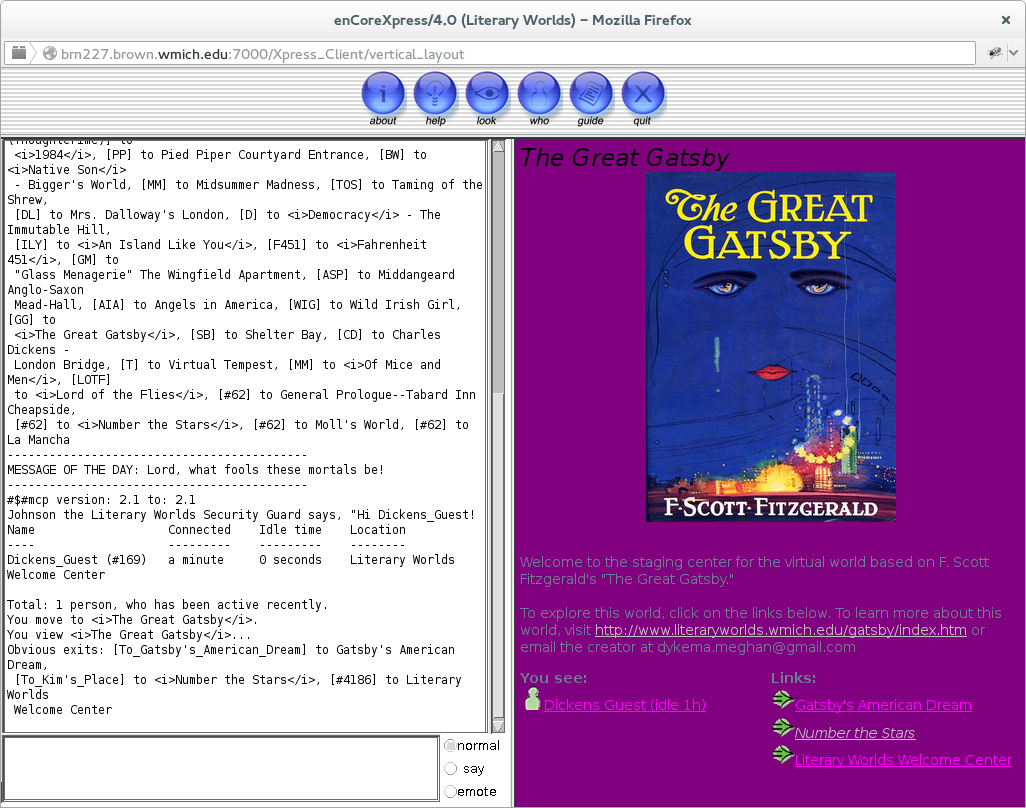 enCoreXpress/4.0 (Literary Worlds) – Mozilla Firefox
brn227.brown.wmich.edu:7000/Xpress_Client/vertical_layout
about help look who guide quit
(Thoughtcrime)] to
<i>1984</i>, [PP] to Pied Piper Courtyard Entrance, [BW] to
<i>Native Son</i>
- Bigger's World, [MM] to Midsummer Madness, [TOS] to Taming of the
Shrew,
[DL] to Mrs. Dalloway's London, [D] to <i>Democracy</i> - The
Immutable Hill,
[ILY] to <i>An Island Like You</i>, [F451] to <i>Fahrenheit
451</i>, [GM] to
"Glass Menagerie" The Wingfield Apartment, [ASP] to Middangeard
Anglo-Saxon
Mead-Hall, [AIA] to Angels in America, [WIG] to Wild Irish Girl,
[GG] to
<i>The Great Gatsby</i>, [SB] to Shelter Bay, [CD] to Charles
Dickens -
London Bridge, [T] to Virtual Tempest, [MM] to <i>Of Mice and
Men</i>, [LOTF]
to <i>Lord of the Flies</i>, [#62] to General Prologue--Tabard Inn
Cheapside,
[#62] to <i>Number the Stars</i>, [#62] to Moll's World, [#62] to
La Mancha
-------------------------------------------
MESSAGE OF THE DAY: Lord, what fools these mortals be!
-------------------------------------------
#$#mcp version: 2.1 to: 2.1
Johnson the Literary Worlds Security Guard says, "Hi Dickens_Guest!
Name Connected Idle time Location
---- --------- --------- --------
Dickens_Guest (#169) a minute 0 seconds Literary Worlds
Welcome Center
Total: 1 person, who has been active recently.
You move to <i>The Great Gatsby</i>.
You view <i>The Great Gatsby</i>...
Obvious exits: [To_Gatsby's_American_Dream] to Gatsby's American
Dream,
[To_Kim's_Place] to <i>Number the Stars</i>, [#4186] to Literary
Worlds
Welcome Center
normal
say
emote
The Great Gatsby
The GREAT
GATSBY
F·SCOTT·FITZGERALD
Welcome to the staging center for the virtual world based on F. Scott
Fitzgerald's "The Great Gatsby."
To explore this world, click on the links below. To learn more about this
world, visit http://www.literaryworlds.wmich.edu/gatsby/index.htm or
email the creator at dykema.meghan@gmail.com
You see:
Dickens Guest (idle 1h)
Links:
Gatsby's American Dream
Number the Stars
Literary Worlds Welcome Center